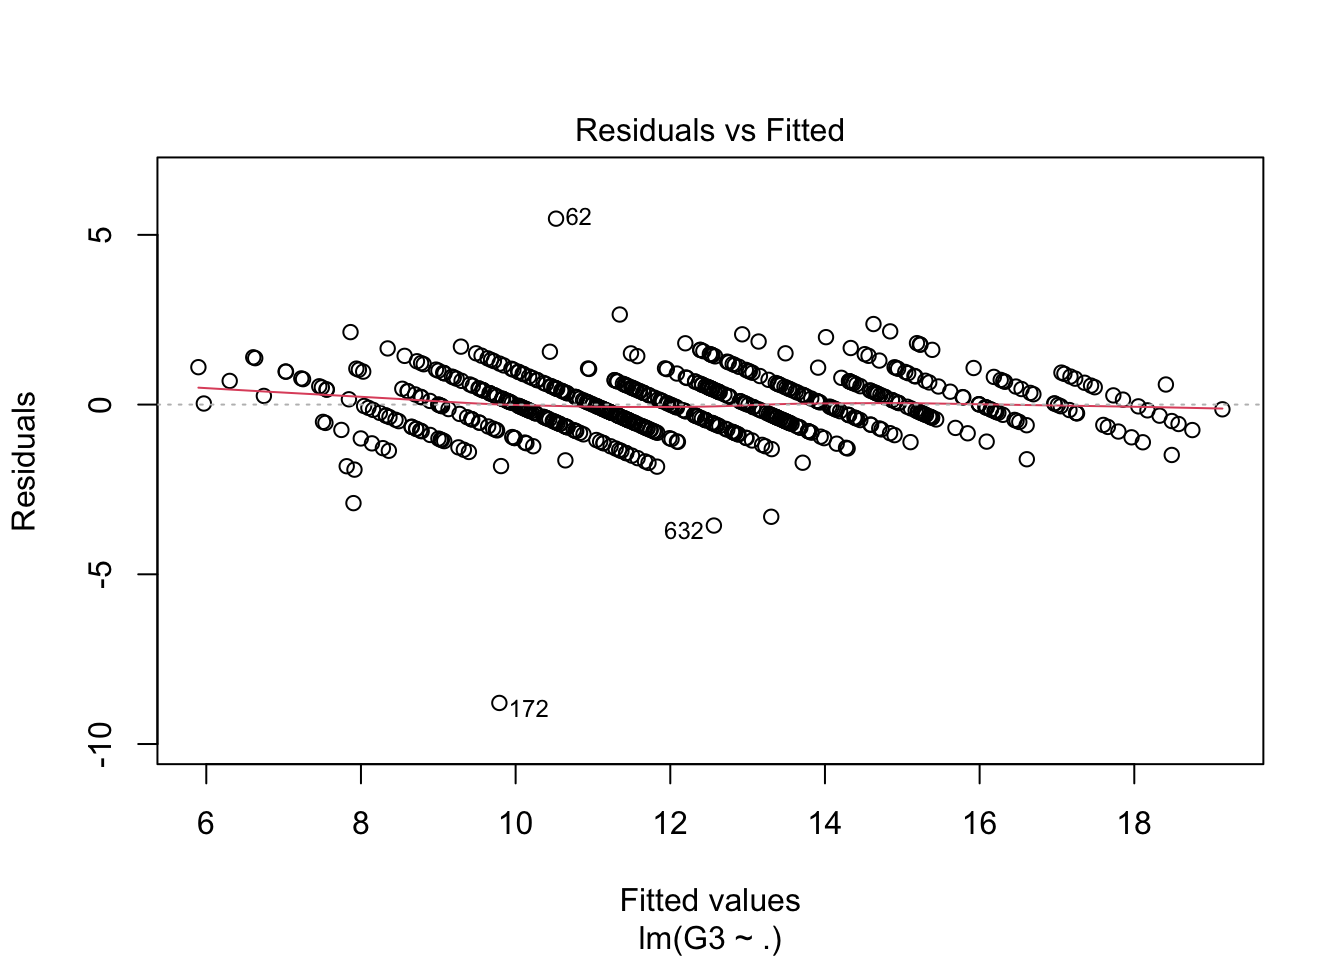 Residuals vs Fitted
Residuals
5
0
-5
-10
62
632
172
6 8 10 12 14 16 18
Fitted values
lm(G3 ~ .)